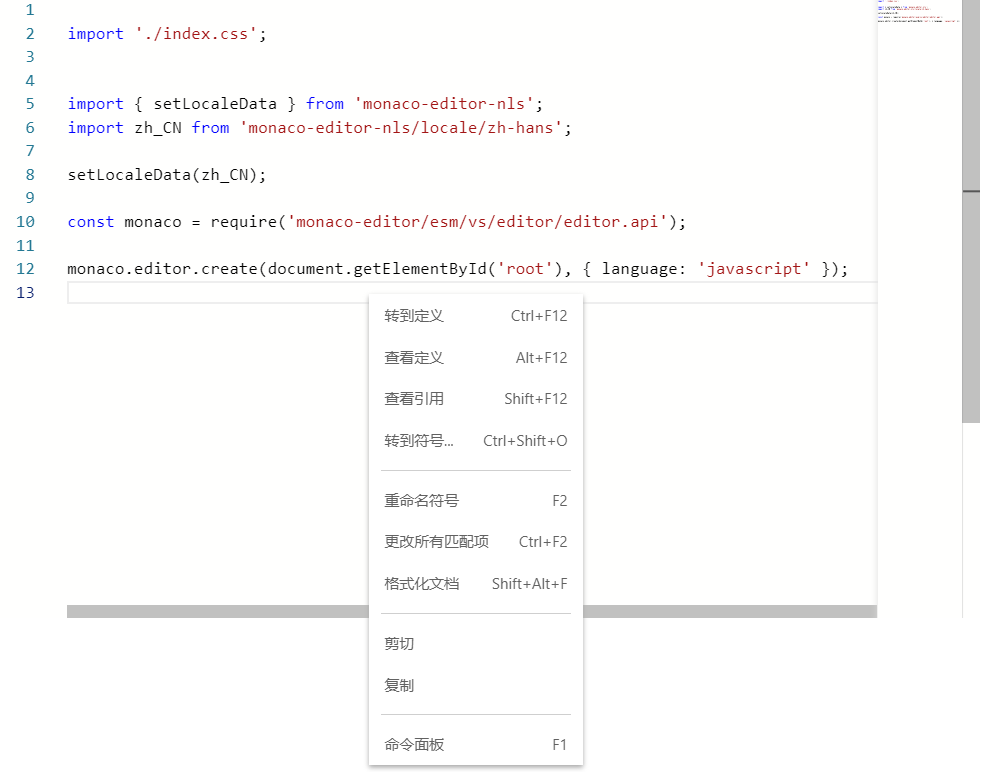 1
2 import './index.css';
3
4
5 import { setLocaleData } from 'monaco-editor-nls';
6 import zh_CN from 'monaco-editor-nls/locale/zh-hans';
7
8 setLocaleData(zh_CN);
9
10 const monaco = require('monaco-editor/esm/vs/editor/editor.api');
11
12 monaco.editor.create(document.getElementById('root'), { language: 'javascript' });
13
转到定义 Ctrl+F12
查看定义 Alt+F12
查看引用 Shift+F12
转到符号... Ctrl+Shift+O
重命名符号 F2
更改所有匹配项 Ctrl+F2
格式化文档 Shift+Alt+F
剪切
复制
命令面板 F1